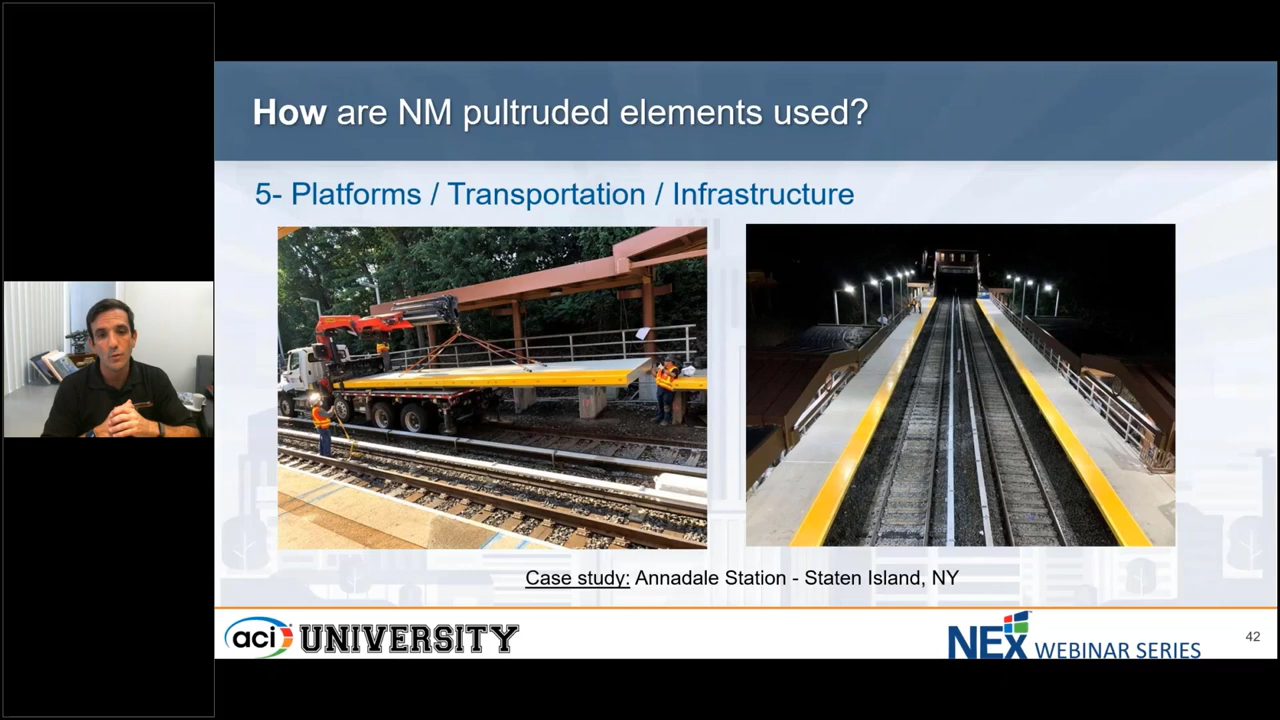 How are NM pultruded elements used?
5- Platforms / Transportation / Infrastructure
Case study: Annadale Station - Staten Island, NY
aci UNIVERSITY
NEx WEBINAR SERIES
42